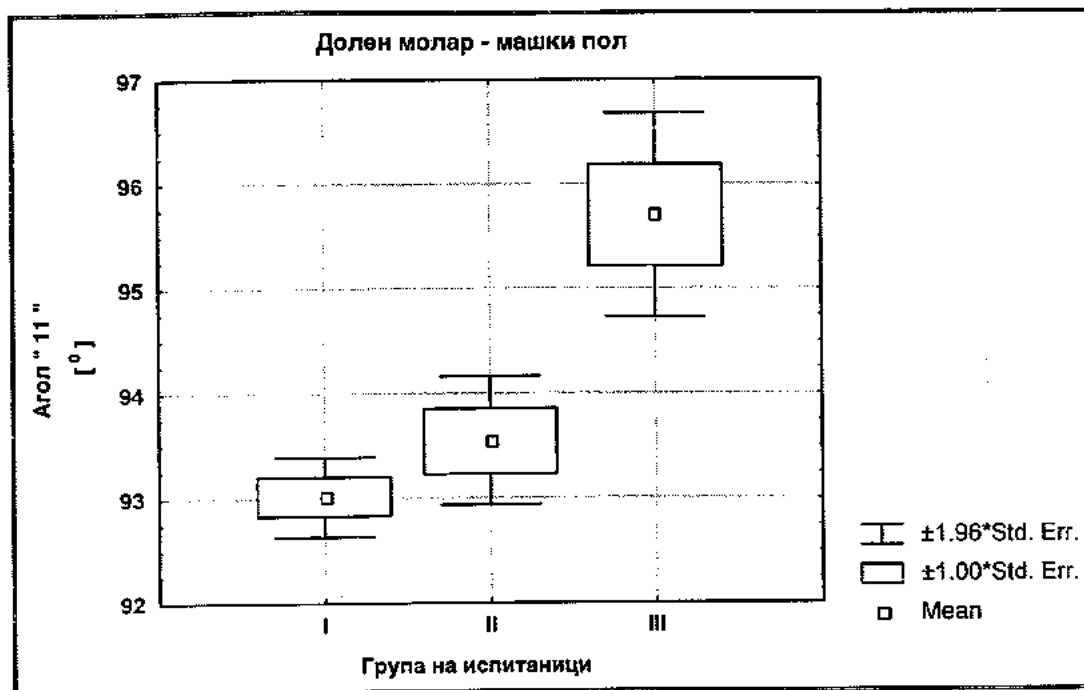 Долен молар - машки пол
97
96
95
94
93
92
Агол " 11 "
[ ⁰ ]
I II III
Група на испитаници
±1.96*Std. Err.
±1.00*Std. Err.
Mean